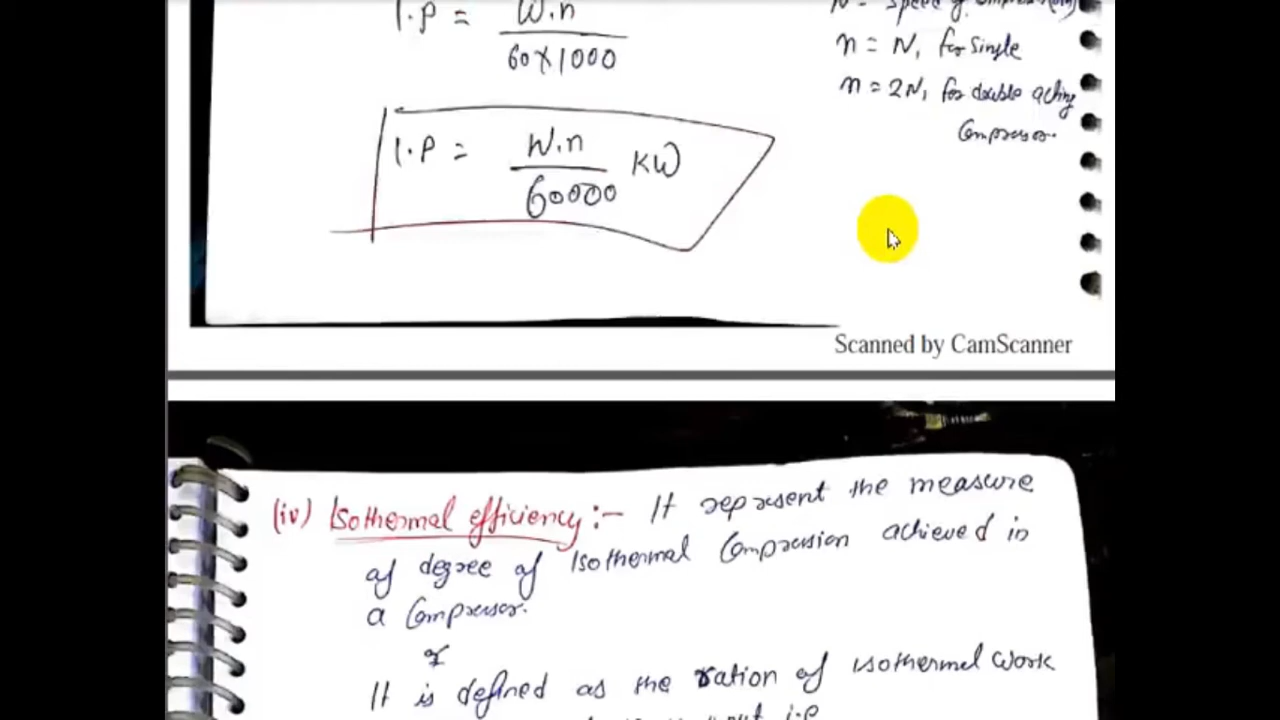 I.P = W.n
60×1000
I.P = W.n KW
60000
n = N, for Single
n = 2N, for double acting
Compressor.
Scanned by CamScanner
(iv) Isothermal efficiency :- It represent the measure
of degree of Isothermal Compression achieved in
a Compressor.
or
It is defined as the ration of isothermal work